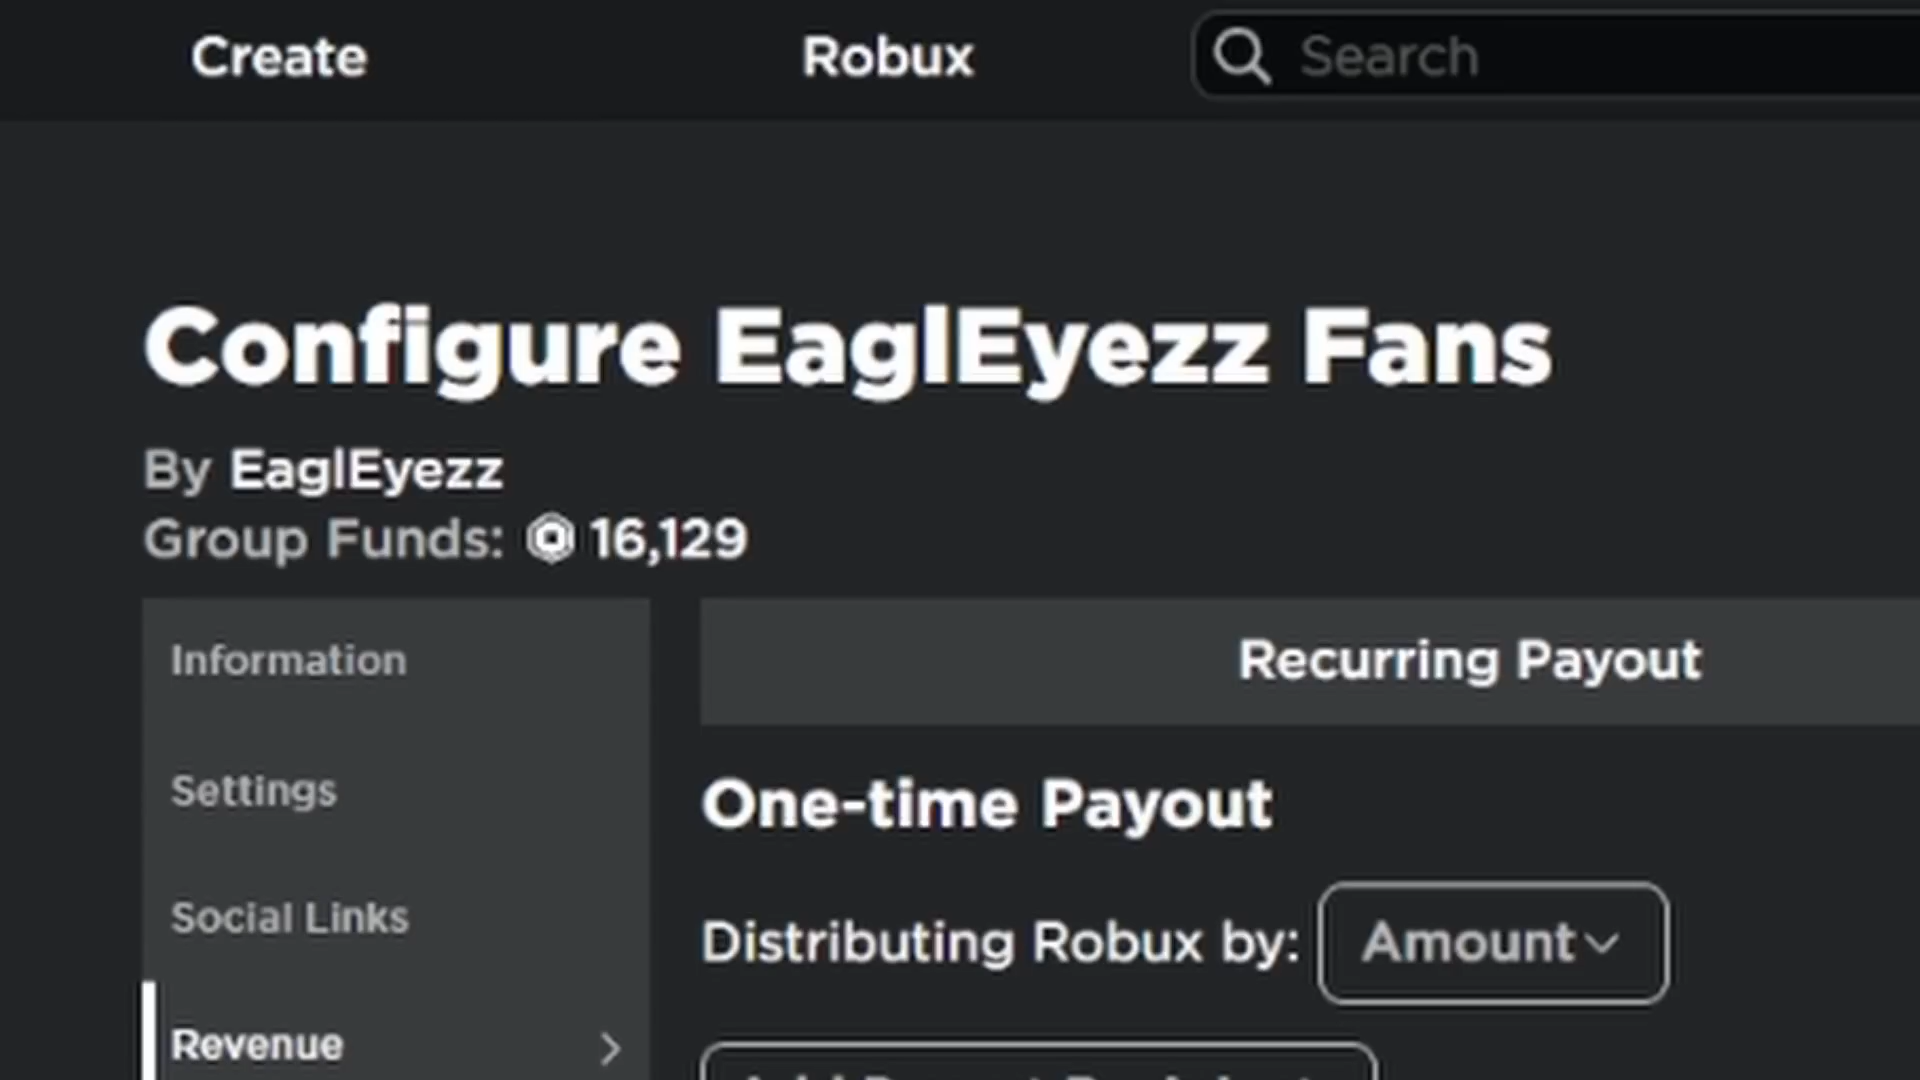 Create
Robux
Search
Configure EaglEyezz Fans
By EaglEyezz
Group Funds: 16,129
Information
Settings
Social Links
Revenue
Recurring Payout
One-time Payout
Distributing Robux by: Amount